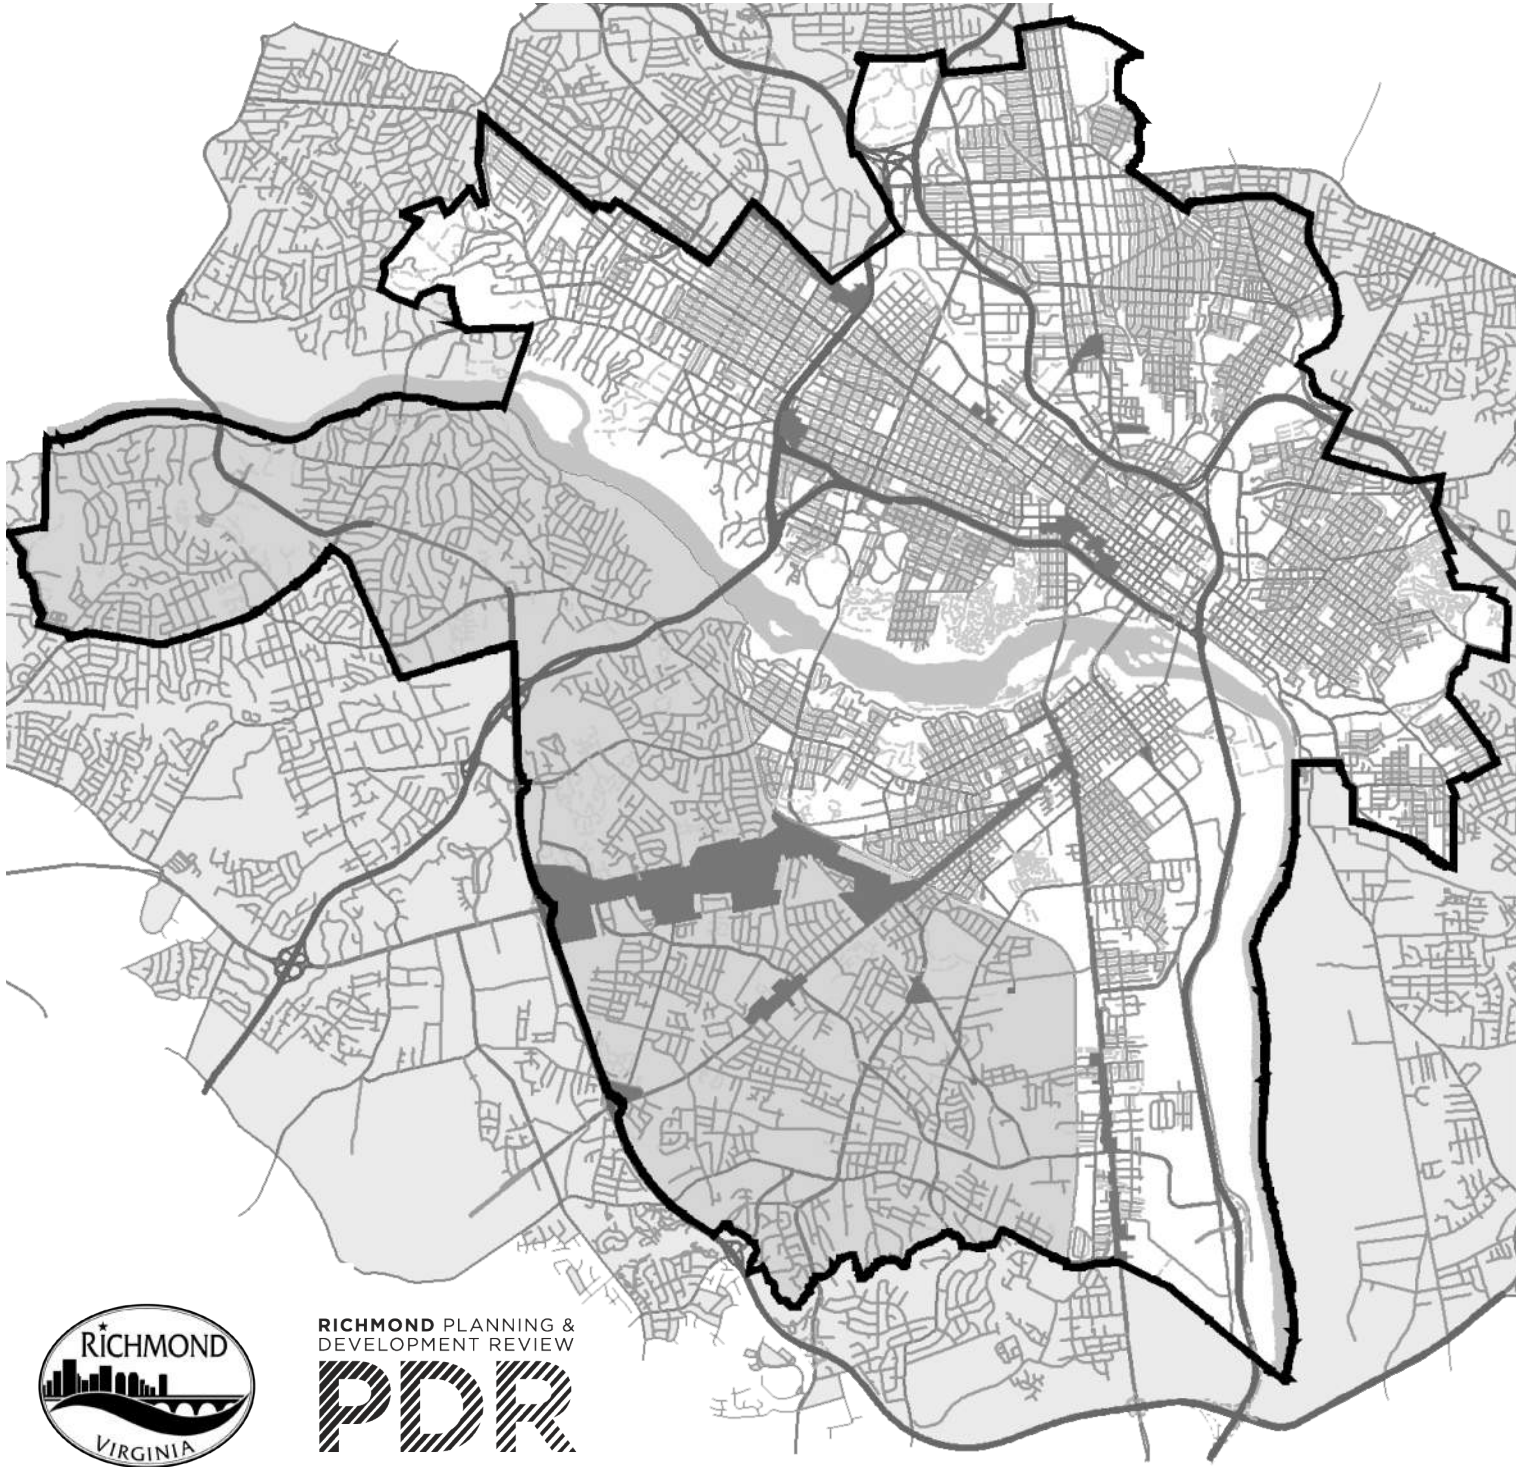 RICHMOND
VIRGINIA
RICHMOND PLANNING &
DEVELOPMENT REVIEW
PDR